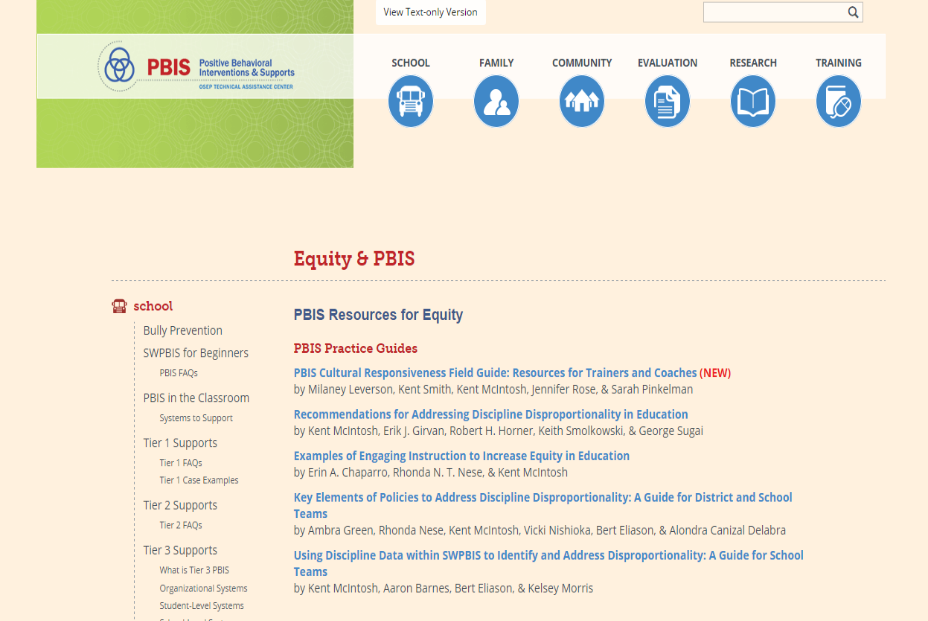 View Text-only Version
PBIS Positive Behavioral
Interventions & Supports
OSEP TECHNICAL ASSISTANCE CENTER
SCHOOL FAMILY COMMUNITY EVALUATION RESEARCH TRAINING
Equity & PBIS
school
Bully Prevention
SWPBIS for Beginners
PBIS FAQs
PBIS in the Classroom
Systems to Support
Tier 1 Supports
Tier 1 FAQs
Tier 1 Case Examples
Tier 2 Supports
Tier 2 FAQs
Tier 3 Supports
What is Tier 3 PBIS
Organizational Systems
Student-Level Systems
PBIS Resources for Equity
PBIS Practice Guides
PBIS Cultural Responsiveness Field Guide: Resources for Trainers and Coaches (NEW)
by Milaney Leverson, Kent Smith, Kent McIntosh, Jennifer Rose, & Sarah Pinkelman
Recommendations for Addressing Discipline Disproportionality in Education
by Kent McIntosh, Erik J. Girvan, Robert H. Horner, Keith Smolkowski, & George Sugai
Examples of Engaging Instruction to Increase Equity in Education
by Erin A. Chaparro, Rhonda N. T. Nese, & Kent McIntosh
Key Elements of Policies to Address Discipline Disproportionality: A Guide for District and School
Teams
by Ambra Green, Rhonda Nese, Kent McIntosh, Vicki Nishioka, Bert Eliason, & Alondra Canizal Delabra
Using Discipline Data within SWPBIS to Identify and Address Disproportionality: A Guide for School
Teams
by Kent McIntosh, Aaron Barnes, Bert Eliason, & Kelsey Morris